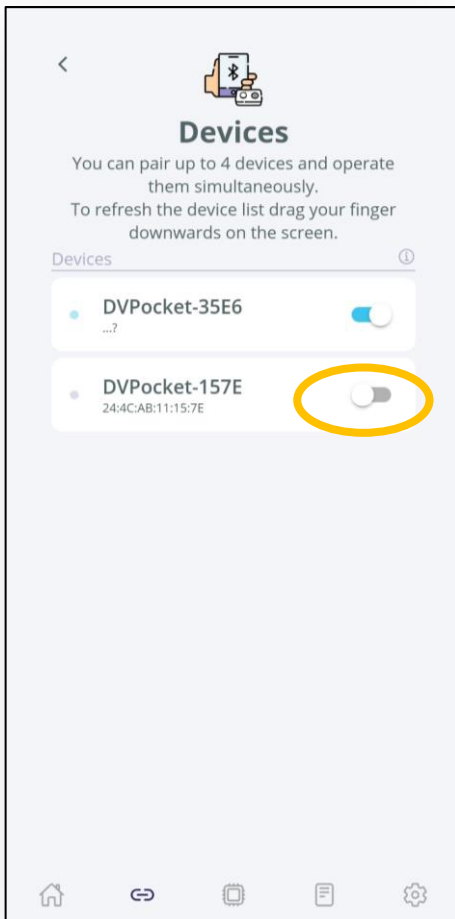 Devices
You can pair up to 4 devices and operate
them simultaneously.
To refresh the device list drag your finger
downwards on the screen.
Devices
DVPocket-35E6
...?
DVPocket-157E
24:4C:AB:11:15:7E